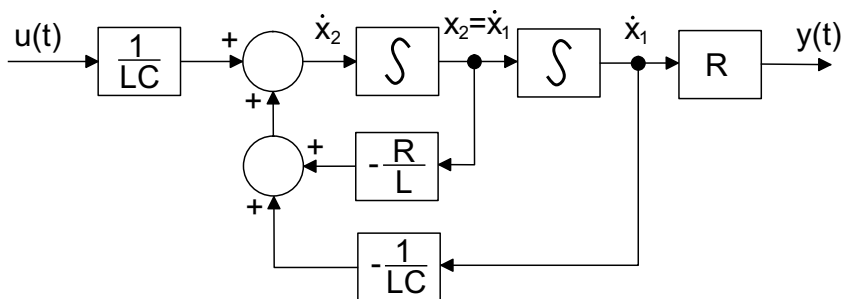 u(t)
1
LC
+
ẋ₂
∫
x₂=ẋ₁
∫
ẋ₁
R
y(t)
+
+
-R
L
+
-1
LC